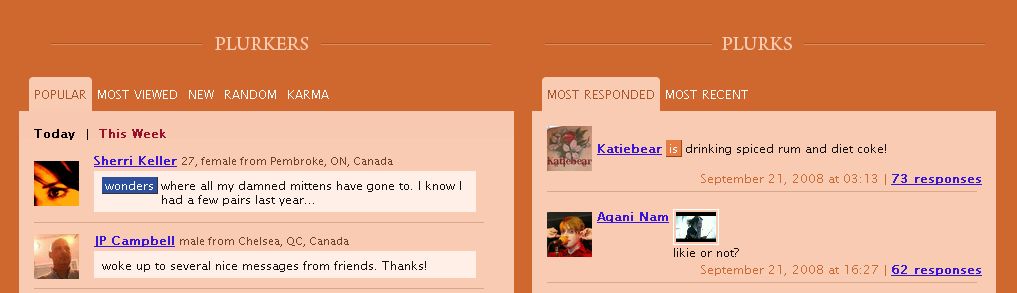 PLURKERS
POPULAR MOST VIEWED NEW RANDOM KARMA
Today | This Week
Sherri Keller 27, female from Pembroke, ON, Canada
wonders where all my damned mittens have gone to. I know I
had a few pairs last year...
JP Campbell male from Chelsea, QC, Canada
woke up to several nice messages from friends. Thanks!
PLURKS
MOST RESPONDED MOST RECENT
Katiebear
Katiebear is drinking spiced rum and diet coke!
September 21, 2008 at 03:13 | 73 responses
Agani Nam
likie or not?
September 21, 2008 at 16:27 | 62 responses